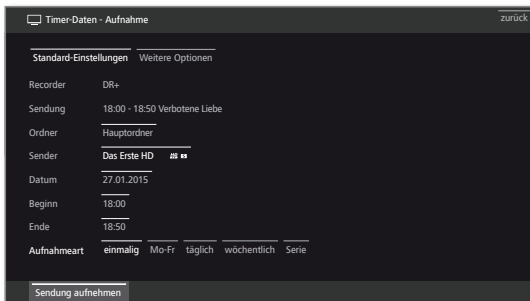 Timer-Daten - Aufnahme zurück
Standard-Einstellungen Weitere Optionen
Recorder DR+
Sendung 18:00 - 18:50 Verbotene Liebe
Ordner Hauptordner
Sender Das Erste HD
Datum 27.01.2015
Beginn 18:00
Ende 18:50
Aufnahmeart einmalig Mo-Fr täglich wöchentlich Serie
Sendung aufnehmen